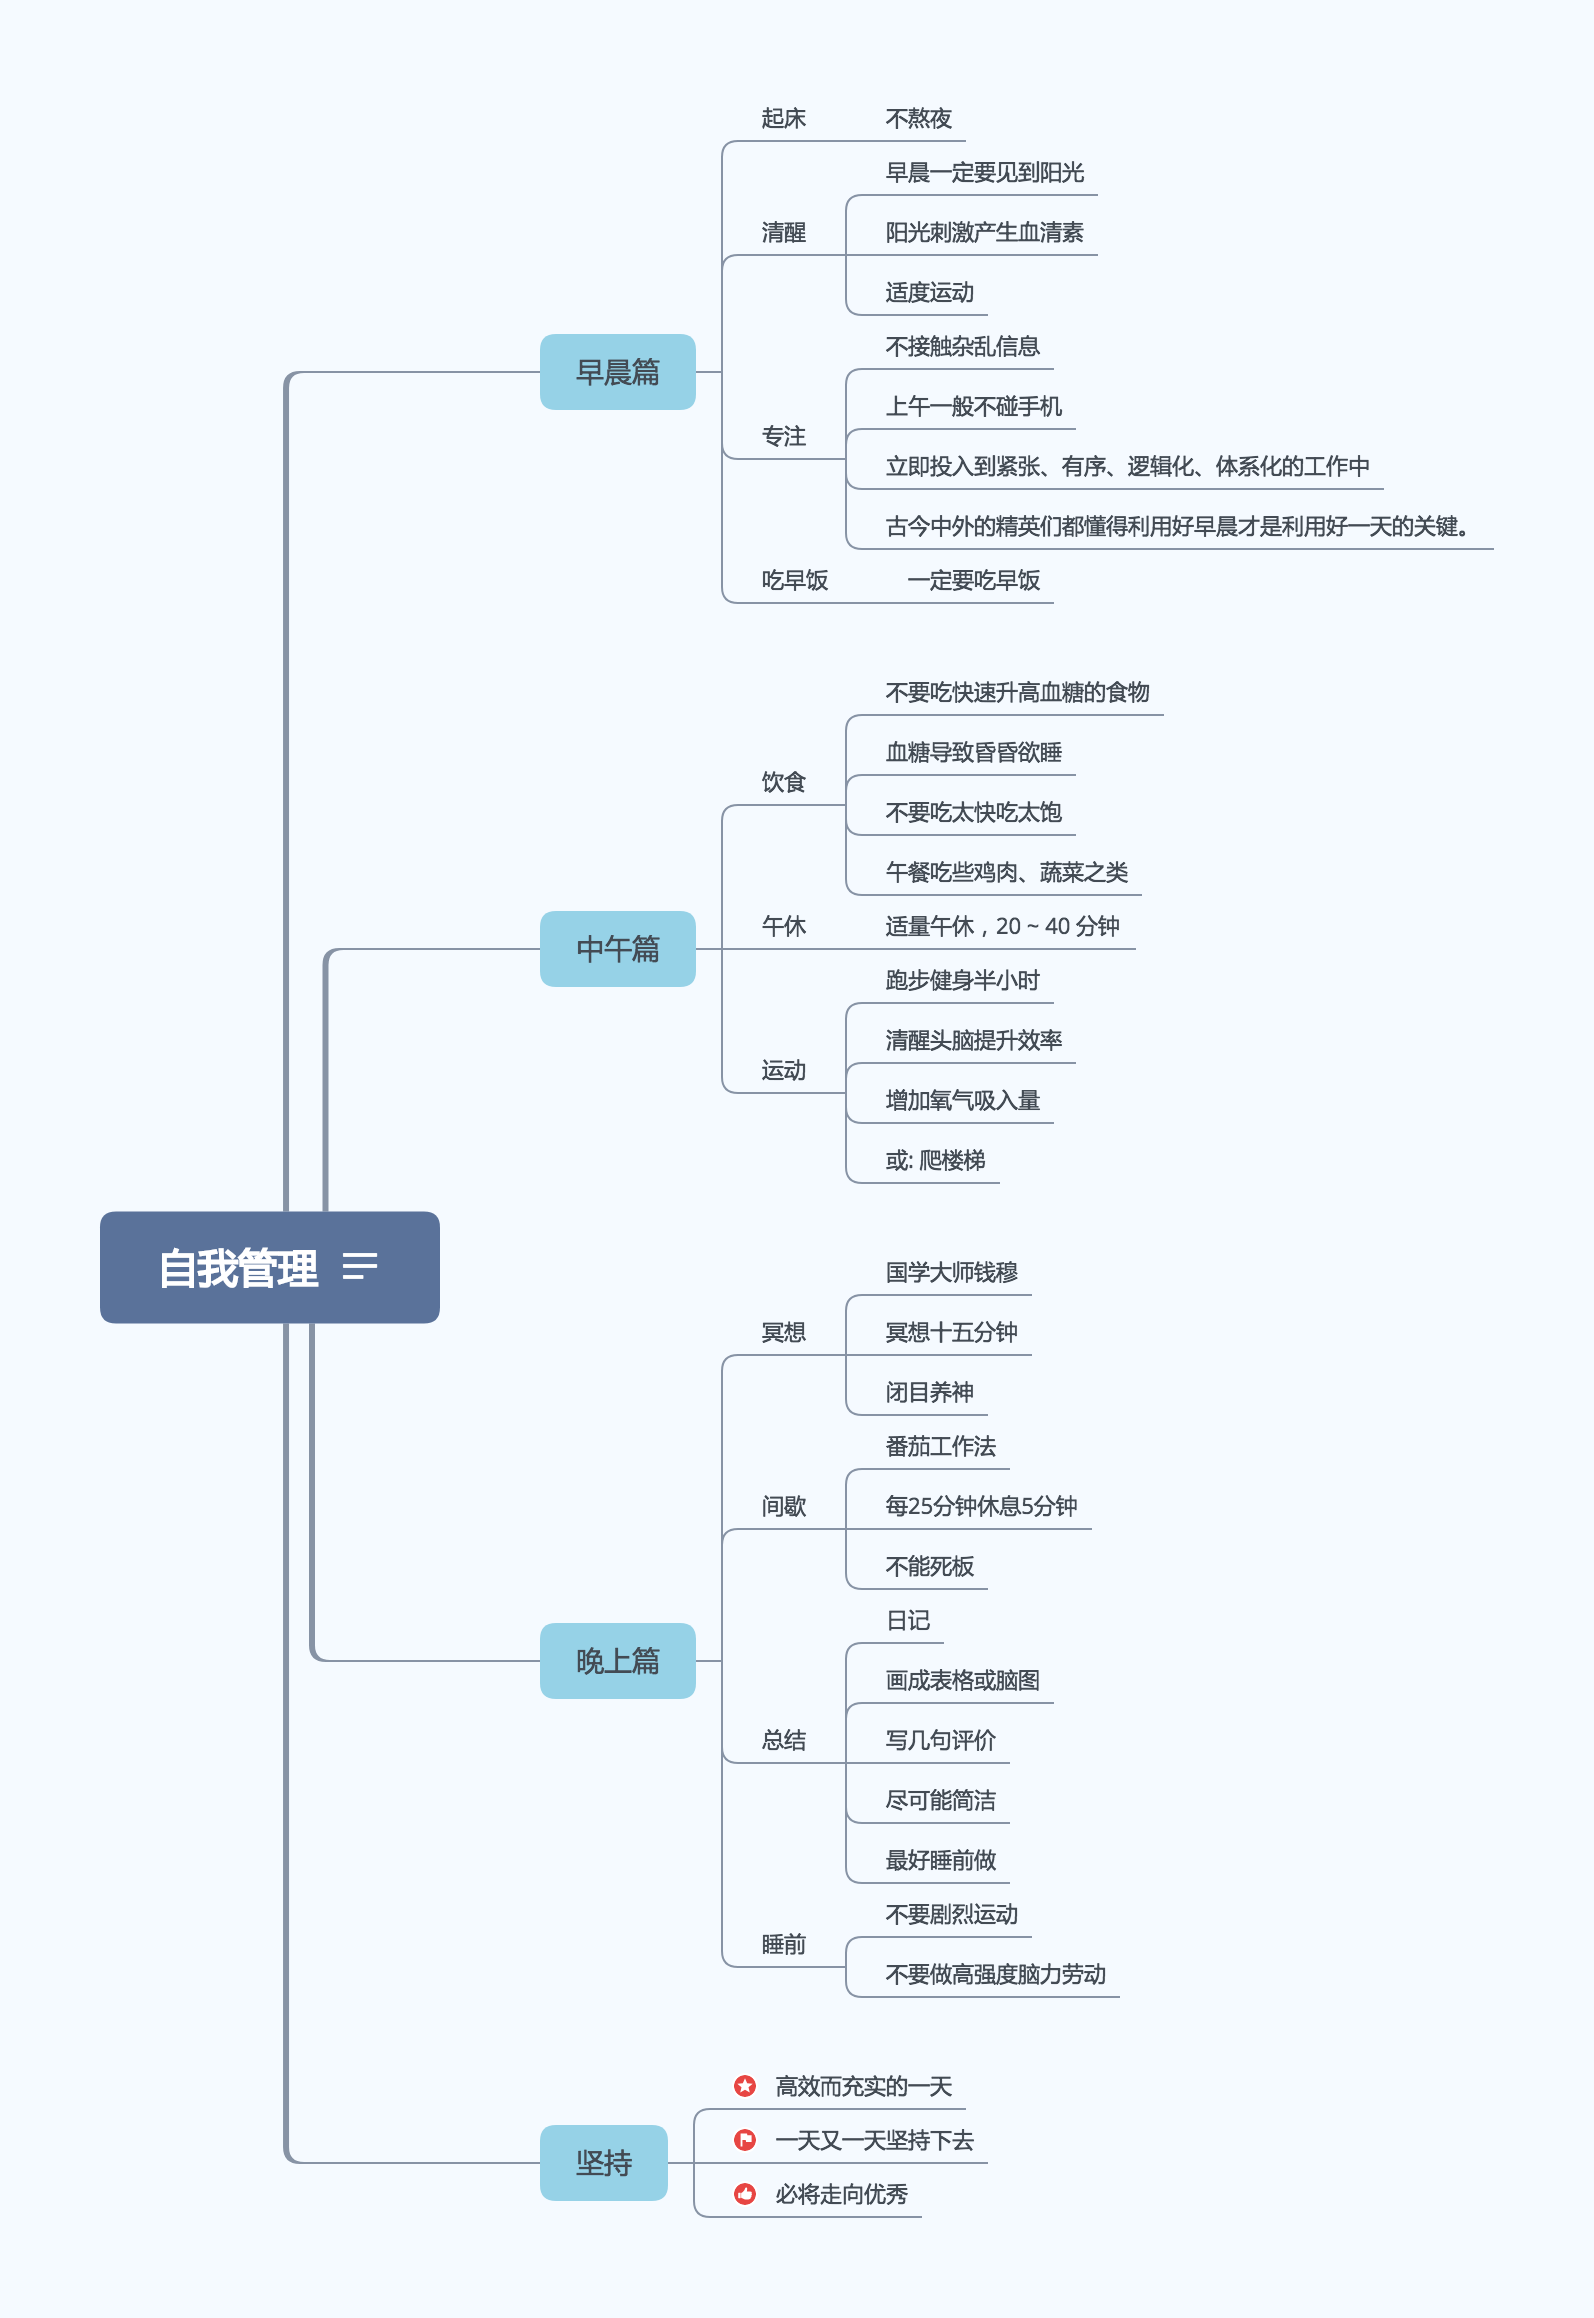 自我管理
早晨篇
起床
不熬夜
清醒
早晨一定要见到阳光
阳光刺激产生血清素
适度运动
专注
不接触杂乱信息
上午一般不碰手机
立即投入到紧张、有序、逻辑化、体系化的工作中
古今中外的精英们都懂得利用好早晨才是利用好一天的关键。
吃早饭
一定要吃早饭
中午篇
饮食
不要吃快速升高血糖的食物
血糖导致昏昏欲睡
不要吃太快吃太饱
午餐吃些鸡肉、蔬菜之类
午休
适量午休，20 ~ 40 分钟
运动
跑步健身半小时
清醒头脑提升效率
增加氧气吸入量
或: 爬楼梯
晚上篇
冥想
国学大师钱穆
冥想十五分钟
闭目养神
间歇
番茄工作法
每25分钟休息5分钟
不能死板
总结
日记
画成表格或脑图
写几句评价
尽可能简洁
最好睡前做
睡前
不要剧烈运动
不要做高强度脑力劳动
坚持
高效而充实的一天
一天又一天坚持下去
必将走向优秀